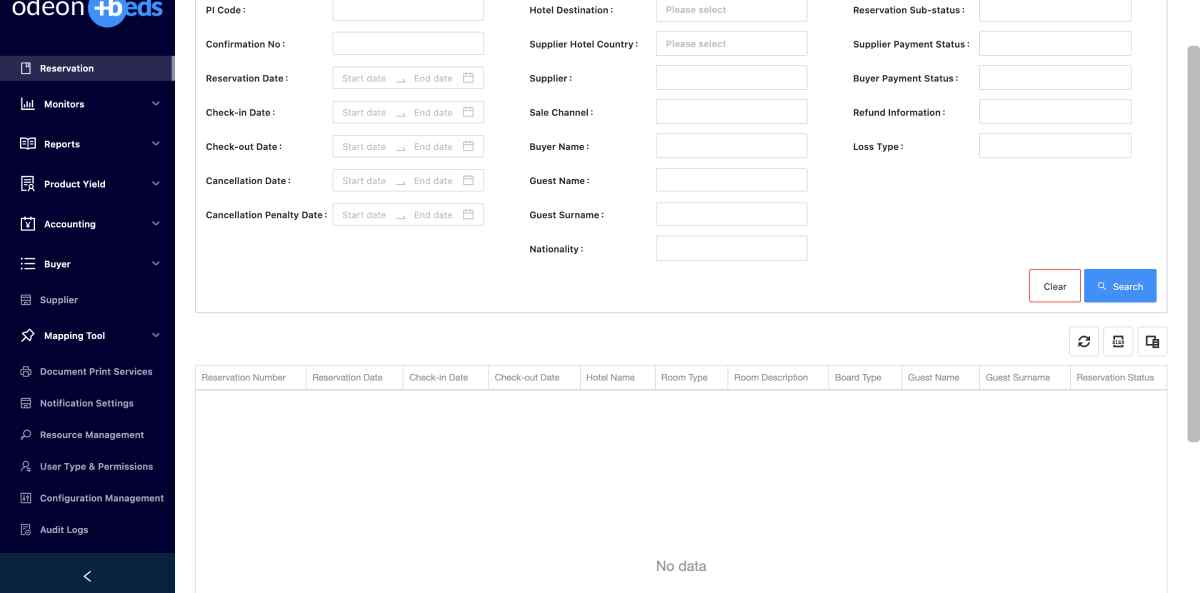 odeon +beds
Reservation
Monitors
Reports
Product Yield
Accounting
Buyer
Supplier
Mapping Tool
Document Print Services
Notification Settings
Resource Management
User Type & Permissions
Configuration Management
Audit Logs
PI Code :
Confirmation No :
Reservation Date : Start date End date
Check-in Date : Start date End date
Check-out Date : Start date End date
Cancellation Date : Start date End date
Cancellation Penalty Date : Start date End date
Hotel Destination : Please select
Supplier Hotel Country : Please select
Supplier :
Sale Channel :
Buyer Name :
Guest Name :
Guest Surname :
Nationality :
Reservation Sub-status :
Supplier Payment Status :
Buyer Payment Status :
Refund Information :
Loss Type :
Clear Search
Reservation Number Reservation Data Check-in Date Check-out Date Hotel Name Room Type Room Description Board Type Guest Name Guest Surname Reservation Status
No data